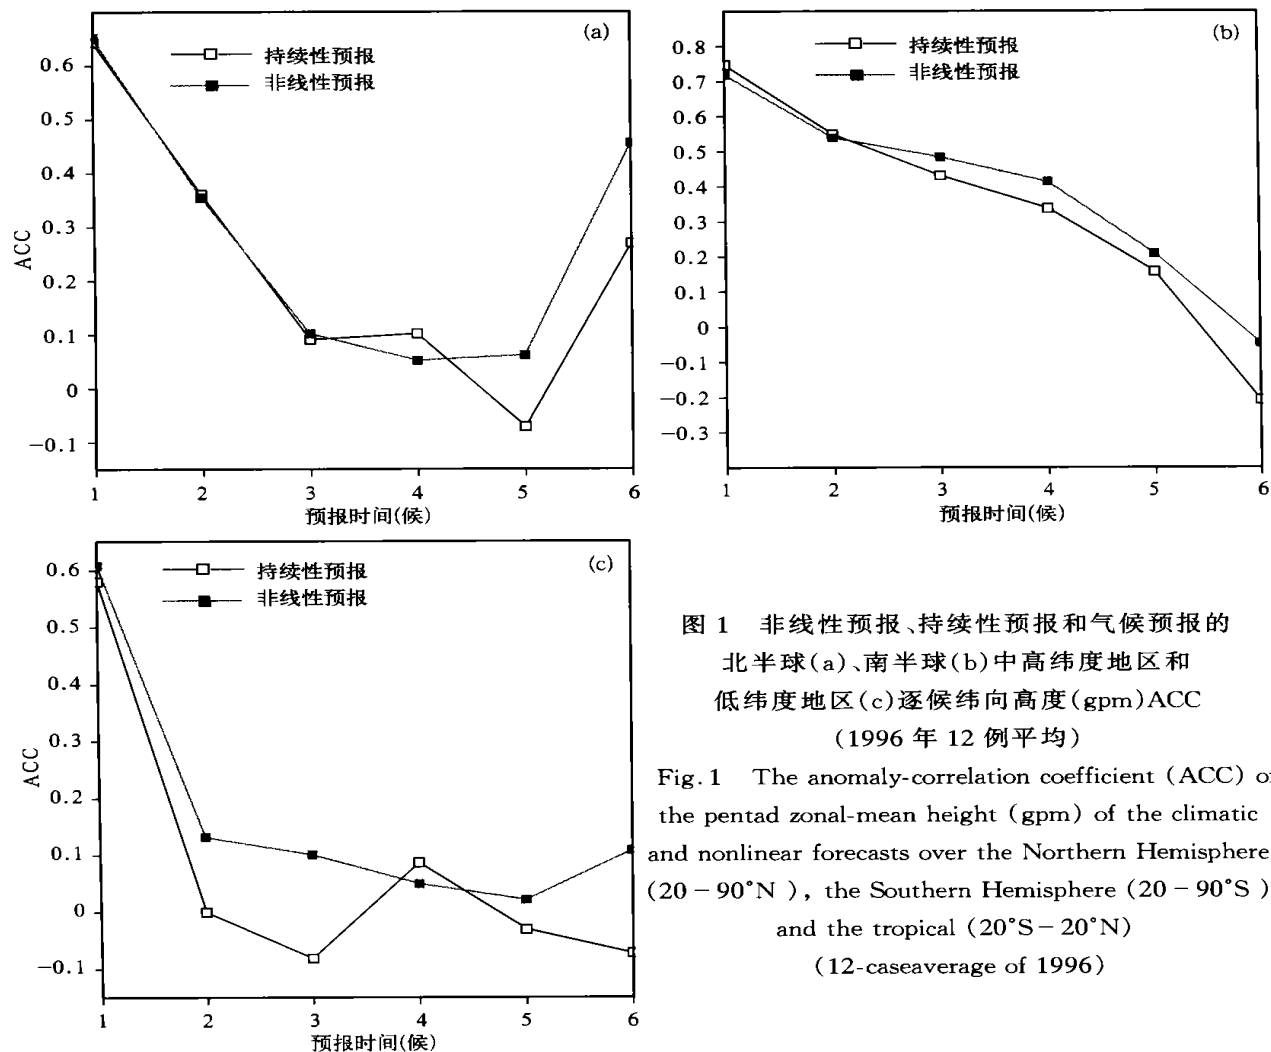 (a)
持续性预报
非线性预报
0.6
0.5
0.4
0.3
0.2
0.1
0
−0.1
ACC
1 2 3 4 5 6
预报时间(候)
(b)
持续性预报
非线性预报
0.8
0.7
0.6
0.5
0.4
0.3
0.2
0.1
0
−0.1
−0.2
−0.3
1 2 3 4 5 6
预报时间(候)
(c)
持续性预报
非线性预报
0.6
0.5
0.4
0.3
0.2
0.1
0
−0.1
ACC
1 2 3 4 5 6
预报时间(候)
图 1 非线性预报、持续性预报和气候预报的
北半球(a)、南半球(b)中高纬度地区和
低纬度地区(c)逐候纬向高度(gpm)ACC
(1996 年 12 例平均)
Fig.1 The anomaly-correlation coefficient (ACC) o
the pentad zonal-mean height (gpm) of the climatic
and nonlinear forecasts over the Northern Hemisphere
(20－90°N ), the Southern Hemisphere (20－90°S )
and the tropical (20°S－20°N)
(12-caseaverage of 1996)